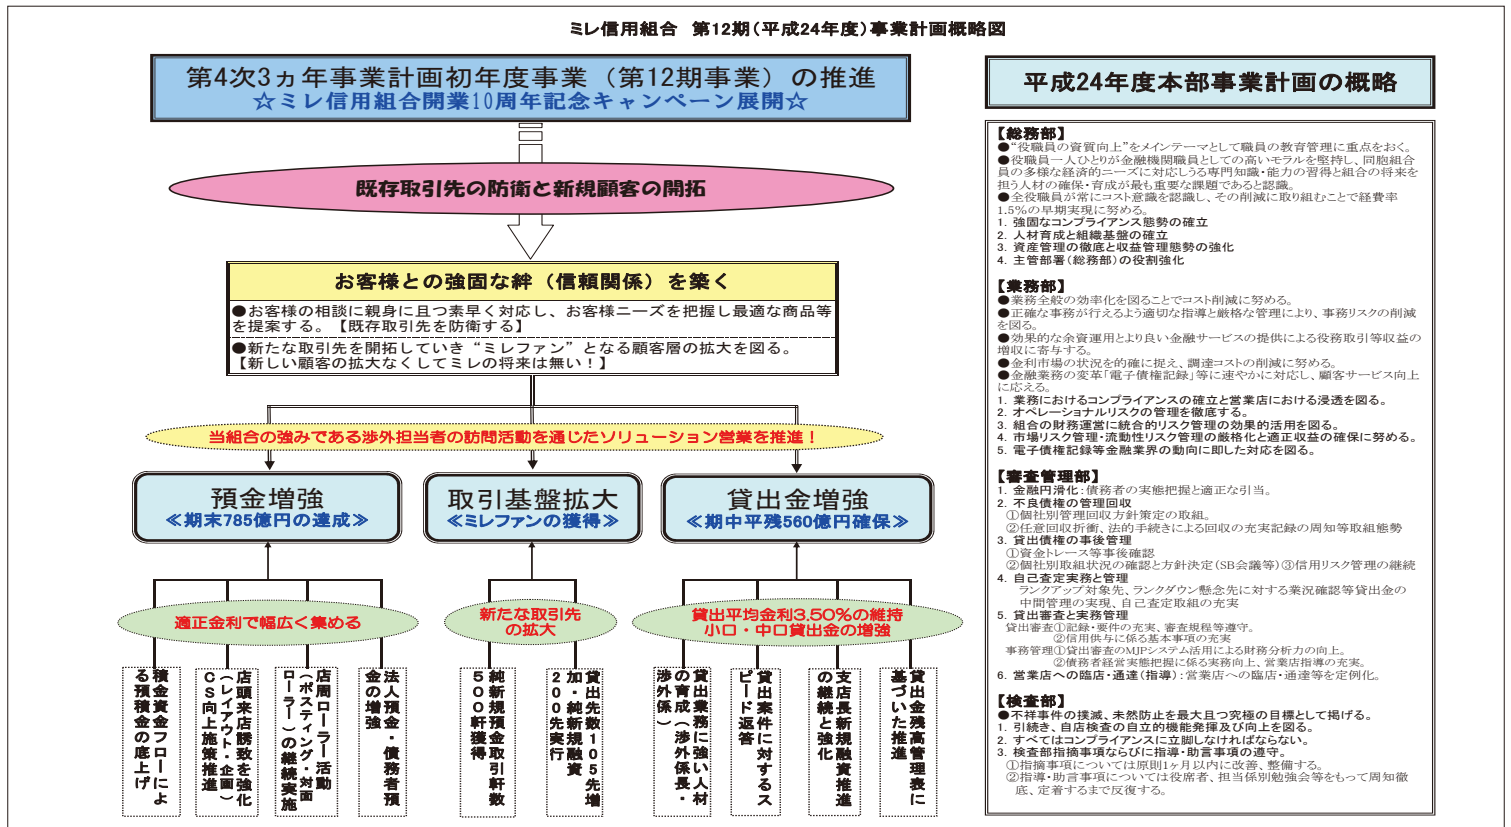 ミレ信用組合　第12期（平成24年度）事業計画概略図
第4次3ヵ年事業計画初年度事業（第12期事業）の推進
☆ミレ信用組合開業10周年記念キャンペーン展開☆
既存取引先の防衛と新規顧客の開拓
お客様との強固な絆（信頼関係）を築く
●お客様の相談に親身に且つ素早く対応し、お客様ニーズを把握し最適な商品等
を提案する。【既存取引先を防衛する】
●新たな取引先を開拓していき“ミレファン”となる顧客層の拡大を図る。
【新しい顧客の拡大なくしてミレの将来は無い！】
当組合の強みである渉外担当者の訪問活動を通じたソリューション営業を推進！
預金増強
≪期末785億円の達成≫
取引基盤拡大
≪ミレファンの獲得≫
貸出金増強
≪期中平残560億円確保≫
適正金利で幅広く集める
新たな取引先
の拡大
貸出平均金利3.50％の維持
小口・中口貸出金の増強
積金資金フローによ
る預積金の底上げ
店頭来店誘致を強化
（レイアウト・企画）
CS向上施策推進
店周ローラー活動
（ポスティング・対面
ローラー）の継続実施
法人預金・債務者預
金の増強
純新規預金取引軒数
500軒獲得
貸出先数105先増
加・純新規融資
200先実行
貸出業務に強い人材
の育成（渉外係長・
渉外係）
貸出案件に対するス
ピード返答
支店長新規融資推進
の継続と強化
貸出金残高管理表に
基づいた推進
平成24年度本部事業計画の概略
【総務部】
●“役職員の資質向上”をメインテーマとして職員の教育管理に重点をおく。
●役職員一人ひとりが金融機関職員としての高いモラルを堅持し、同胞組合
員の多様な経済的ニーズに対応しうる専門知識・能力の習得と組合の将来を
担う人材の確保・育成が最も重要な課題であると認識。
●全役職員が常にコスト意識を認識し、その削減に取り組むことで経費率
1.5％の早期実現に努める。
1. 強固なコンプライアンス態勢の確立
2. 人材育成と組織基盤の確立
3. 資産管理の徹底と収益管理態勢の強化
4. 主管部署（総務部）の役割強化
【業務部】
●業務全般の効率化を図ることでコスト削減に努める。
●正確な事務が行えるよう適切な指導と厳格な管理により、事務リスクの削減
を図る。
●効果的な余資運用とより良い金融サービスの提供による役務取引等収益の
増収に寄与する。
●金利市場の状況を的確に捉え、調達コストの削減に努める。
●金融業務の変革「電子債権記録」等に速やかに対応し、顧客サービス向上
に応える。
1. 業務におけるコンプライアンスの確立と営業店における浸透を図る。
2. オペレーショナルリスクの管理を徹底する。
3. 組合の財務運営に統合的リスク管理の効果的活用を図る。
4. 市場リスク管理・流動性リスク管理の厳格化と適正収益の確保に努める。
5. 電子債権記録等金融業界の動向に即した対応を図る。
【審査管理部】
1. 金融円滑化：債務者の実態把握と適正な引当。
2. 不良債権の管理回収
①個社別管理回収方針策定の取組。
②任意回収折衝、法的手続きによる回収の充実記録の周知等取組態勢
3. 貸出債権の事後管理
①資金トレース等事後確認
②個社別取組状況の確認と方針決定（SB会議等）③信用リスク管理の継続
4. 自己査定実務と管理
ランクアップ対象先、ランクダウン懸念先に対する業況確認等貸出金の
中間管理の実現、自己査定取組の充実
5. 貸出審査と実務管理
貸出審査①記録・要件の充実、審査規程等遵守。
②信用供与に係る基本事項の充実
事務管理①貸出審査のMJPシステム活用による財務分析力の向上。
②債務者経営実態把握に係る実務向上、営業店指導の充実。
6. 営業店への臨店・通達（指導）：営業店への臨店・通達等を定例化。
【検査部】
●不祥事件の撲滅、未然防止を最大且つ究極の目標として掲げる。
1. 引続き、自店検査の自立的機能発揮及び向上を図る。
2. すべてはコンプライアンスに立脚しなければならない。
3. 検査部指摘事項ならびに指導・助言事項の遵守。
①指摘事項については原則1ヶ月以内に改善、整備する。
②指導・助言事項については役席者、担当係別勉強会等をもって周知徹
底、定着するまで反復する。